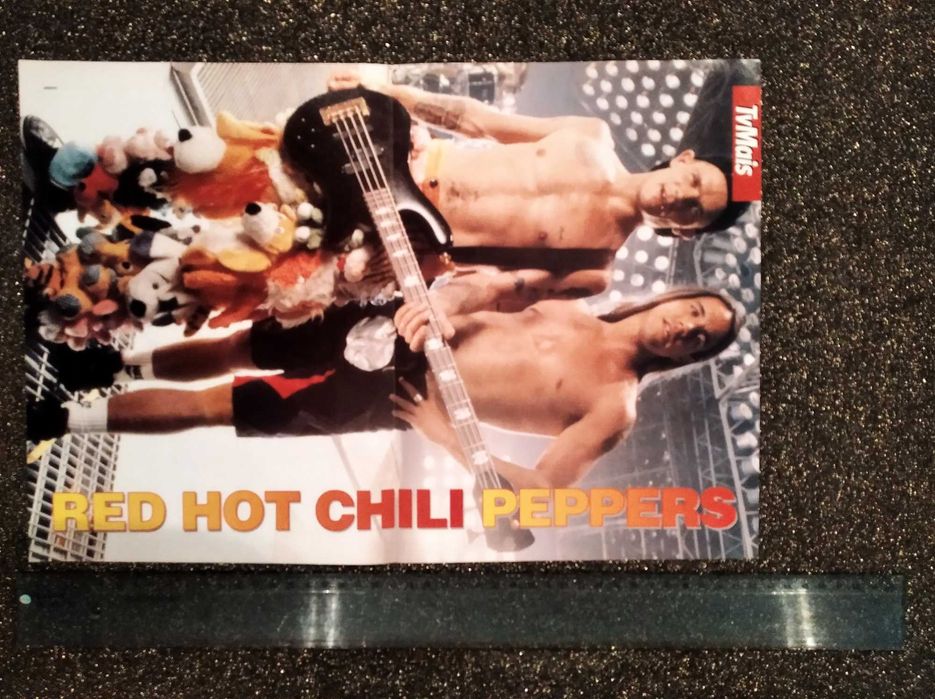 TvMais
RED HOT CHILI PEPPERS